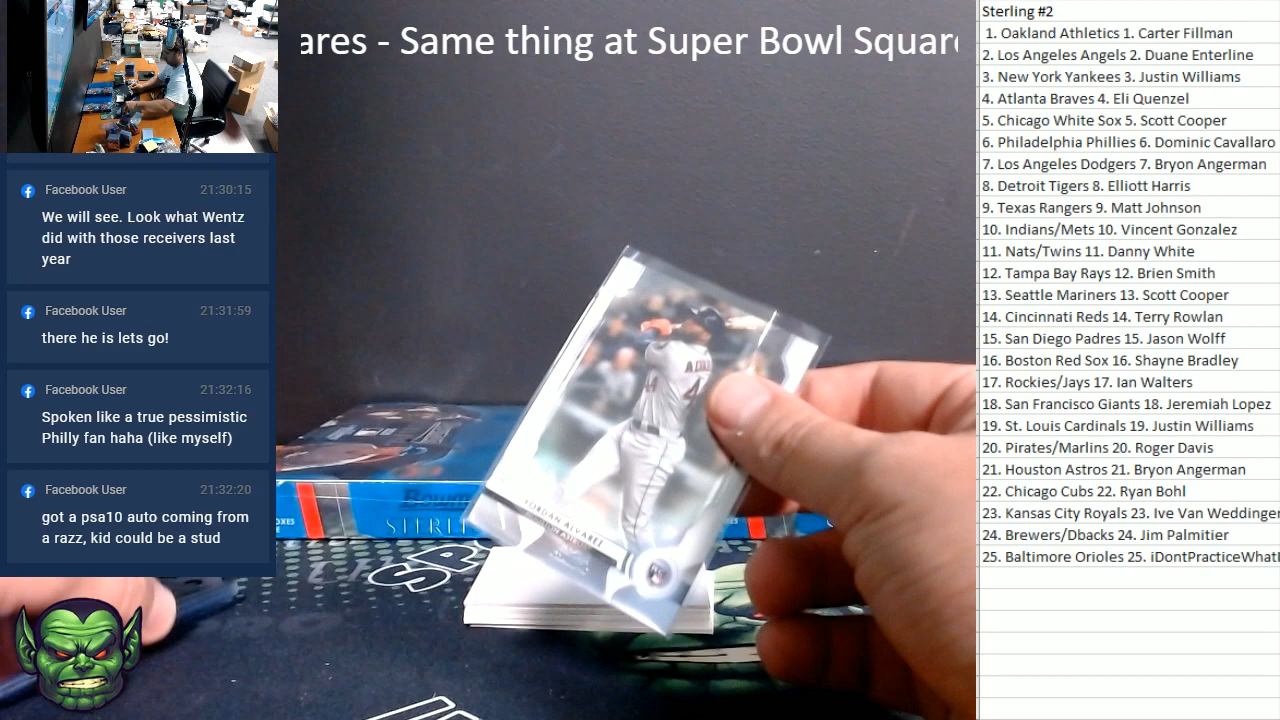 ares - Same thing at Super Bowl Square
Facebook User 21:30:15
We will see. Look what Wentz
did with those receivers last
year
Facebook User 21:31:59
there he is lets go!
Facebook User 21:32:16
Spoken like a true pessimistic
Philly fan haha (like myself)
Facebook User 21:32:20
got a psa10 auto coming from
a razz, kid could be a stud
YORDAN ALVAREZ
Sterling #2
1. Oakland Athletics 1. Carter Fillman
2. Los Angeles Angels 2. Duane Enterline
3. New York Yankees 3. Justin Williams
4. Atlanta Braves 4. Eli Quenzel
5. Chicago White Sox 5. Scott Cooper
6. Philadelphia Phillies 6. Dominic Cavallaro
7. Los Angeles Dodgers 7. Bryon Angerman
8. Detroit Tigers 8. Elliott Harris
9. Texas Rangers 9. Matt Johnson
10. Indians/Mets 10. Vincent Gonzalez
11. Nats/Twins 11. Danny White
12. Tampa Bay Rays 12. Brien Smith
13. Seattle Mariners 13. Scott Cooper
14. Cincinnati Reds 14. Terry Rowlan
15. San Diego Padres 15. Jason Wolff
16. Boston Red Sox 16. Shayne Bradley
17. Rockies/Jays 17. Ian Walters
18. San Francisco Giants 18. Jeremiah Lopez
19. St. Louis Cardinals 19. Justin Williams
20. Pirates/Marlins 20. Roger Davis
21. Houston Astros 21. Bryon Angerman
22. Chicago Cubs 22. Ryan Bohl
23. Kansas City Royals 23. Ive Van Weddinger
24. Brewers/Dbacks 24. Jim Palmitier
25. Baltimore Orioles 25. iDontPracticeWhatI